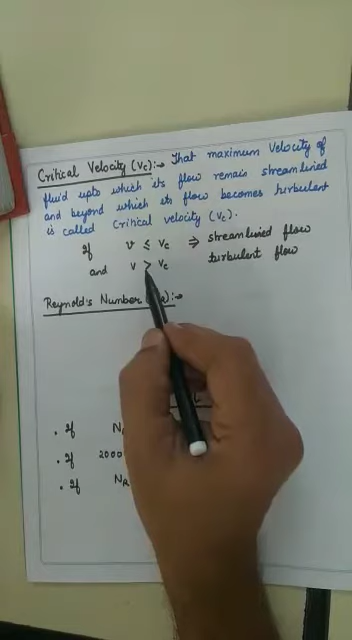 Critical Velocity (Vc):→ That maximum Velocity of
fluid upto which its flow remain streamlined
and beyond which its flow becomes turbulent
is called Critical velocity (Vc).
If v ≤ vc ⇒ streamlined flow
and v > vc turbulent flow
Reynold's Number
. If
. If 2000
. If NR